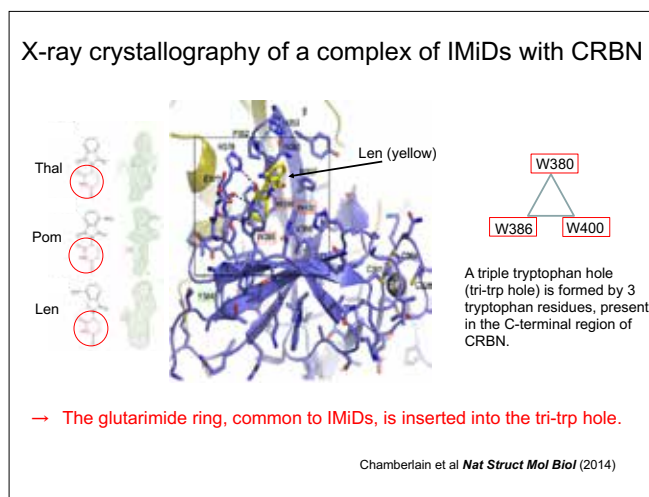 X-ray crystallography of a complex of IMiDs with CRBN
Thal
Pom
Len
Len (yellow)
W380
W386
W400
A triple tryptophan hole
(tri-trp hole) is formed by 3
tryptophan residues, present
in the C-terminal region of
CRBN.
→ The glutarimide ring, common to IMiDs, is inserted into the tri-trp hole.
Chamberlain et al Nat Struct Mol Biol (2014)